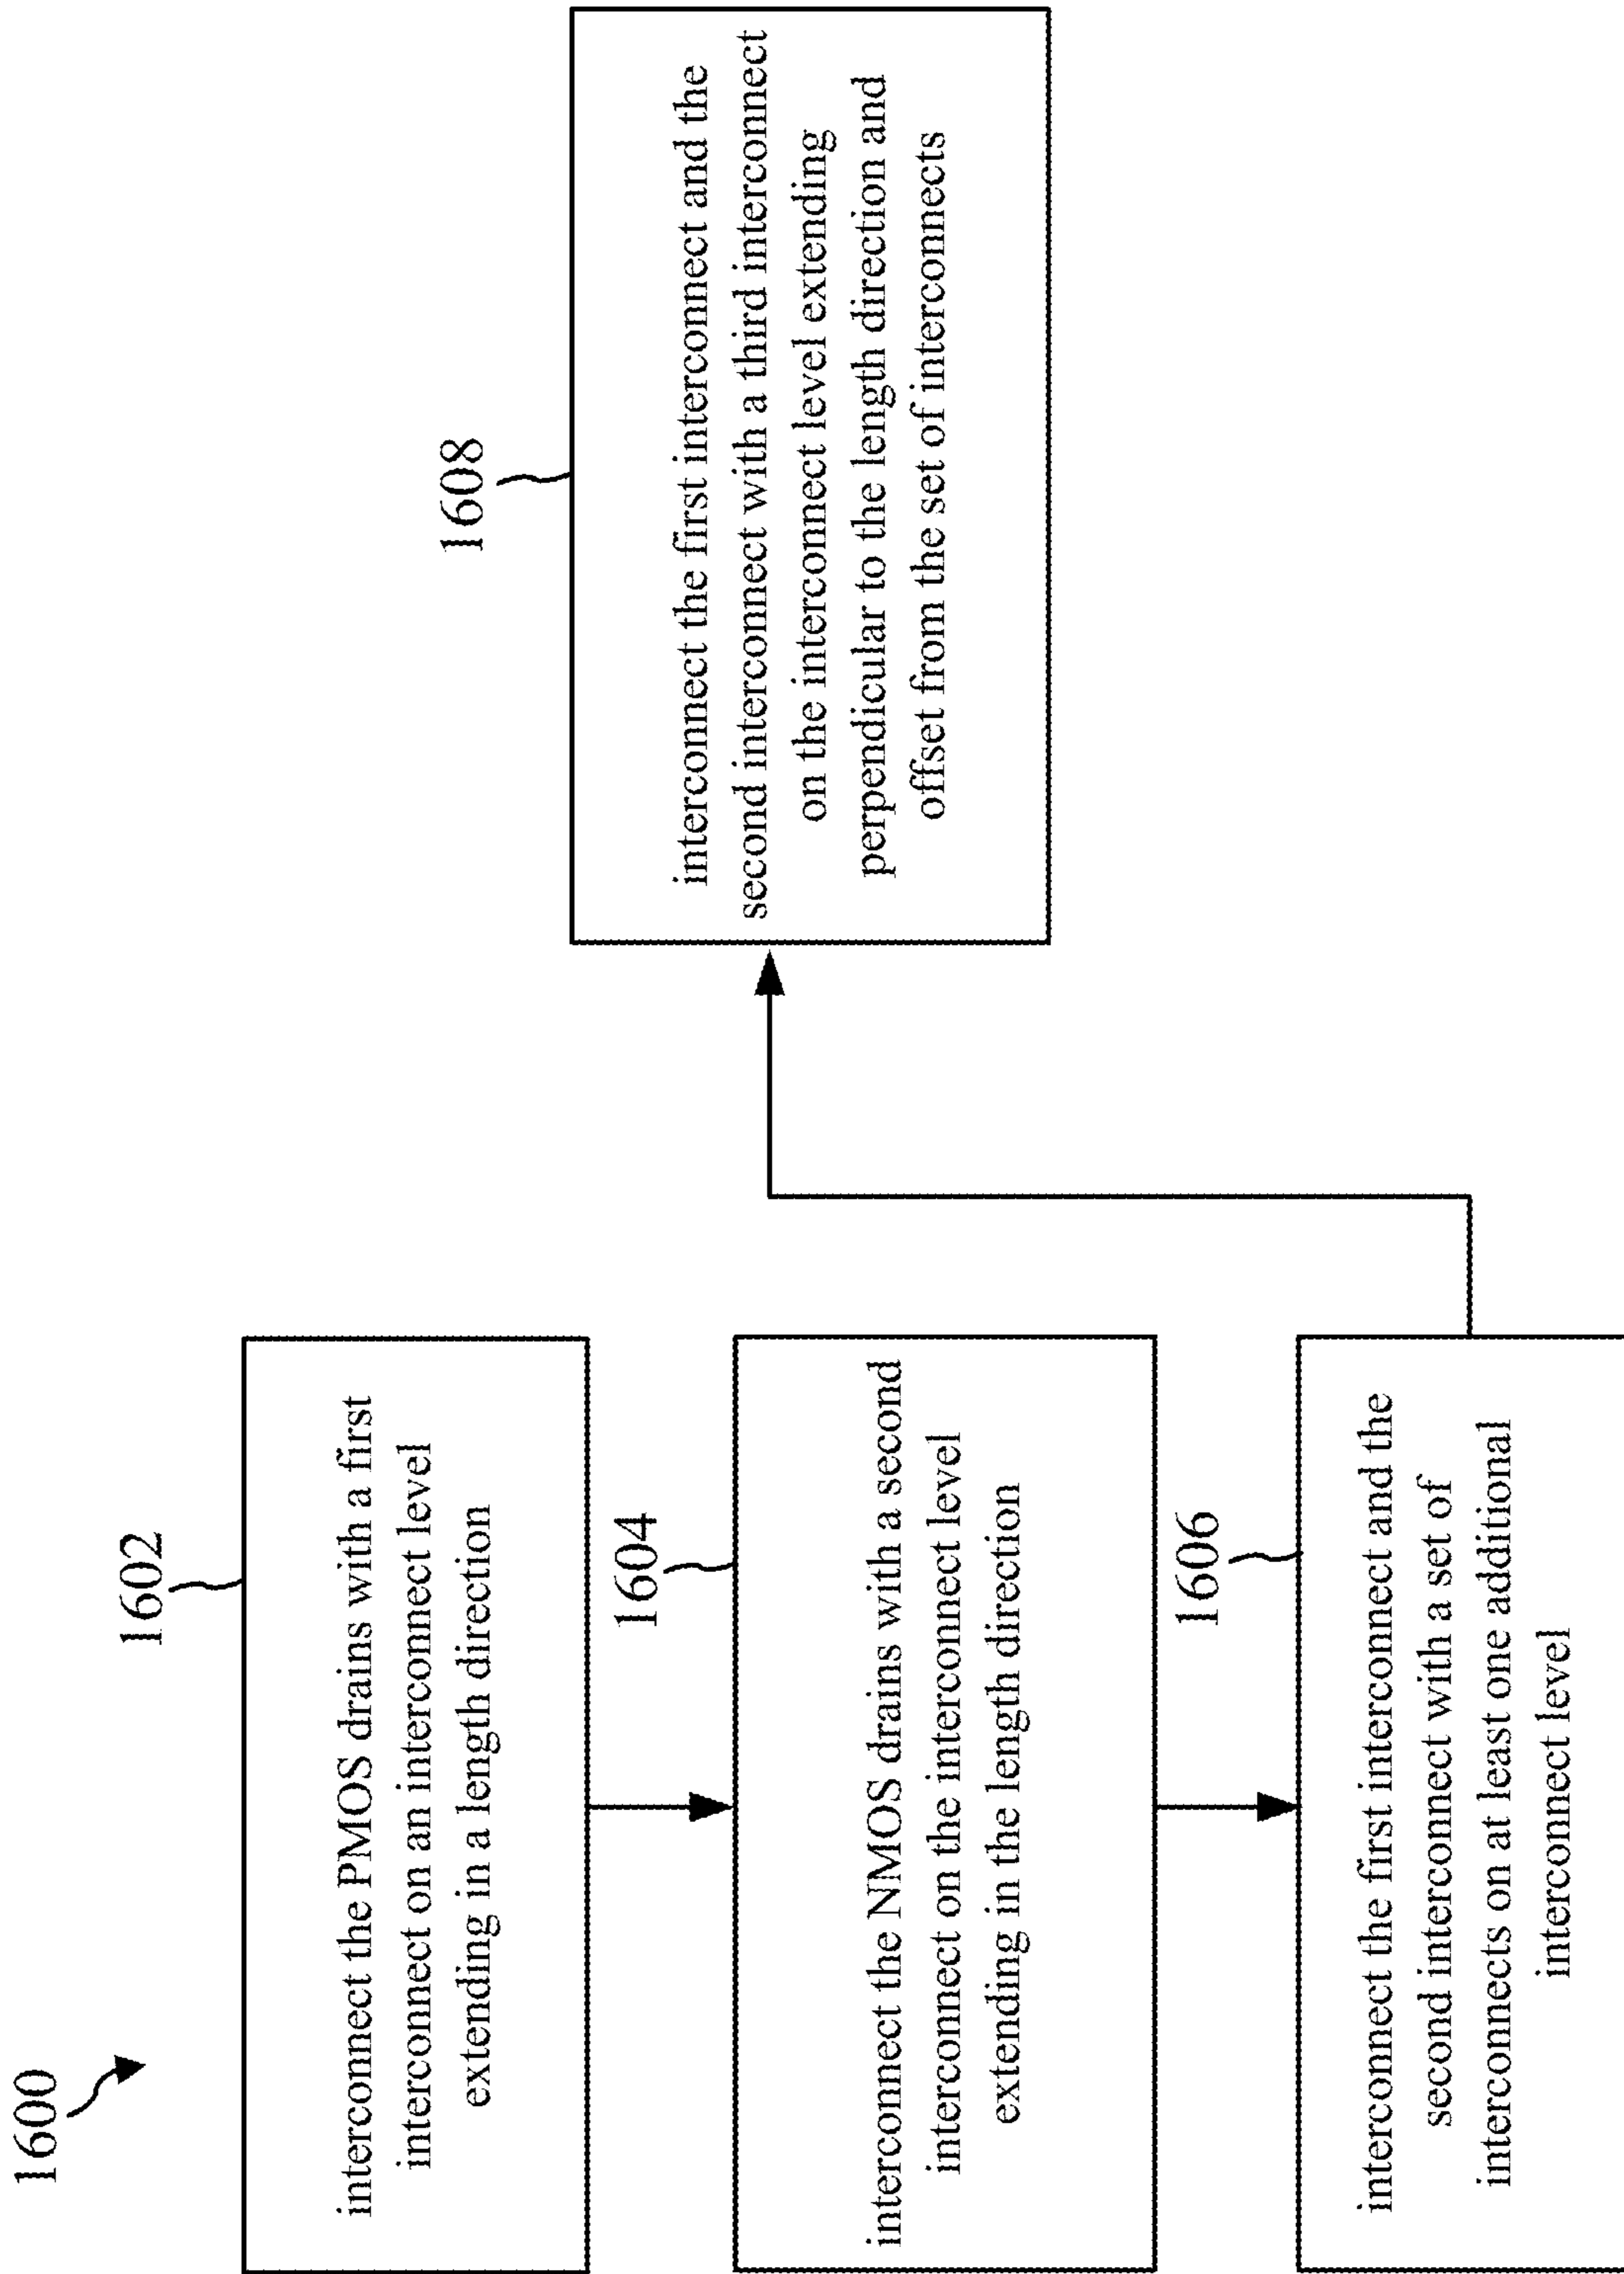 1600
1602
interconnect the PMOS drains with a first
interconnect on an interconnect level
extending in a length direction
1604
interconnect the NMOS drains with a second
interconnect on the interconnect level
extending in the length direction
1606
interconnect the first interconnect and the
second interconnect with a set of
interconnects on at least one additional
interconnect level
1608
interconnect the first interconnect and the
second interconnect with a third interconnect
on the interconnect level extending
perpendicular to the length direction and
offset from the set of interconnects